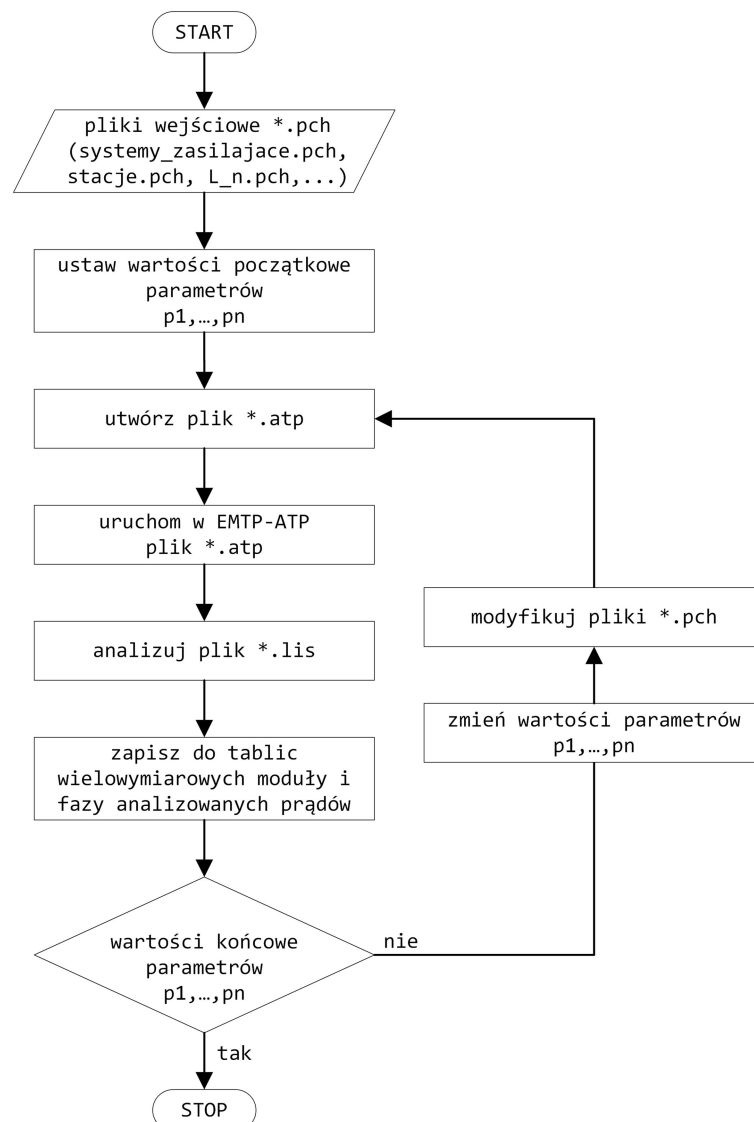 START
pliki wejściowe *.pch
(systemy_zasilajace.pch,
stacje.pch, L_n.pch,...)
ustaw wartości początkowe
parametrów
p1,…,pn
utwórz plik *.atp
uruchom w EMTP-ATP
plik *.atp
analizuj plik *.lis
zapisz do tablic
wielowymiarowych moduły i
fazy analizowanych prądów
wartości końcowe
parametrów
p1,…,pn
nie
zmień wartości parametrów
p1,…,pn
modyfikuj pliki *.pch
tak
STOP